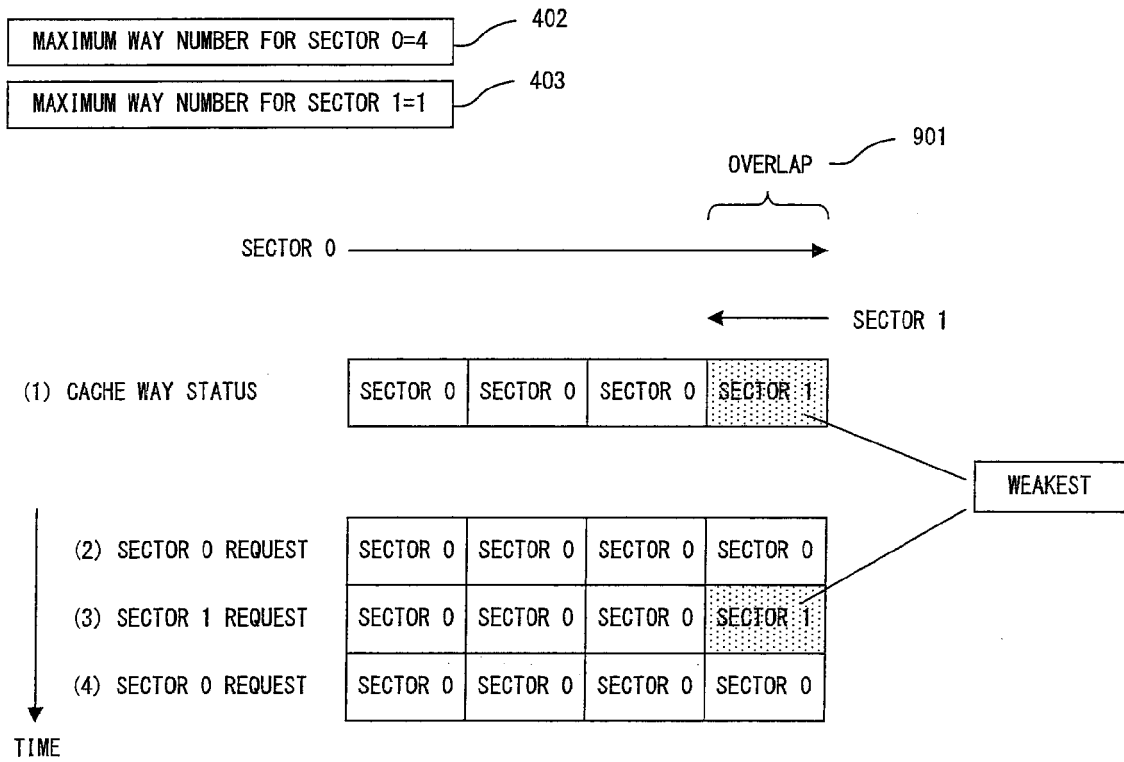 MAXIMUM WAY NUMBER FOR SECTOR 0=4
402
MAXIMUM WAY NUMBER FOR SECTOR 1=1
403
OVERLAP
901
SECTOR 0
SECTOR 1
(1) CACHE WAY STATUS
SECTOR 0 SECTOR 0 SECTOR 0 SECTOR 1
WEAKEST
(2) SECTOR 0 REQUEST
SECTOR 0 SECTOR 0 SECTOR 0 SECTOR 0
(3) SECTOR 1 REQUEST
SECTOR 0 SECTOR 0 SECTOR 0 SECTOR 1
(4) SECTOR 0 REQUEST
SECTOR 0 SECTOR 0 SECTOR 0 SECTOR 0
TIME